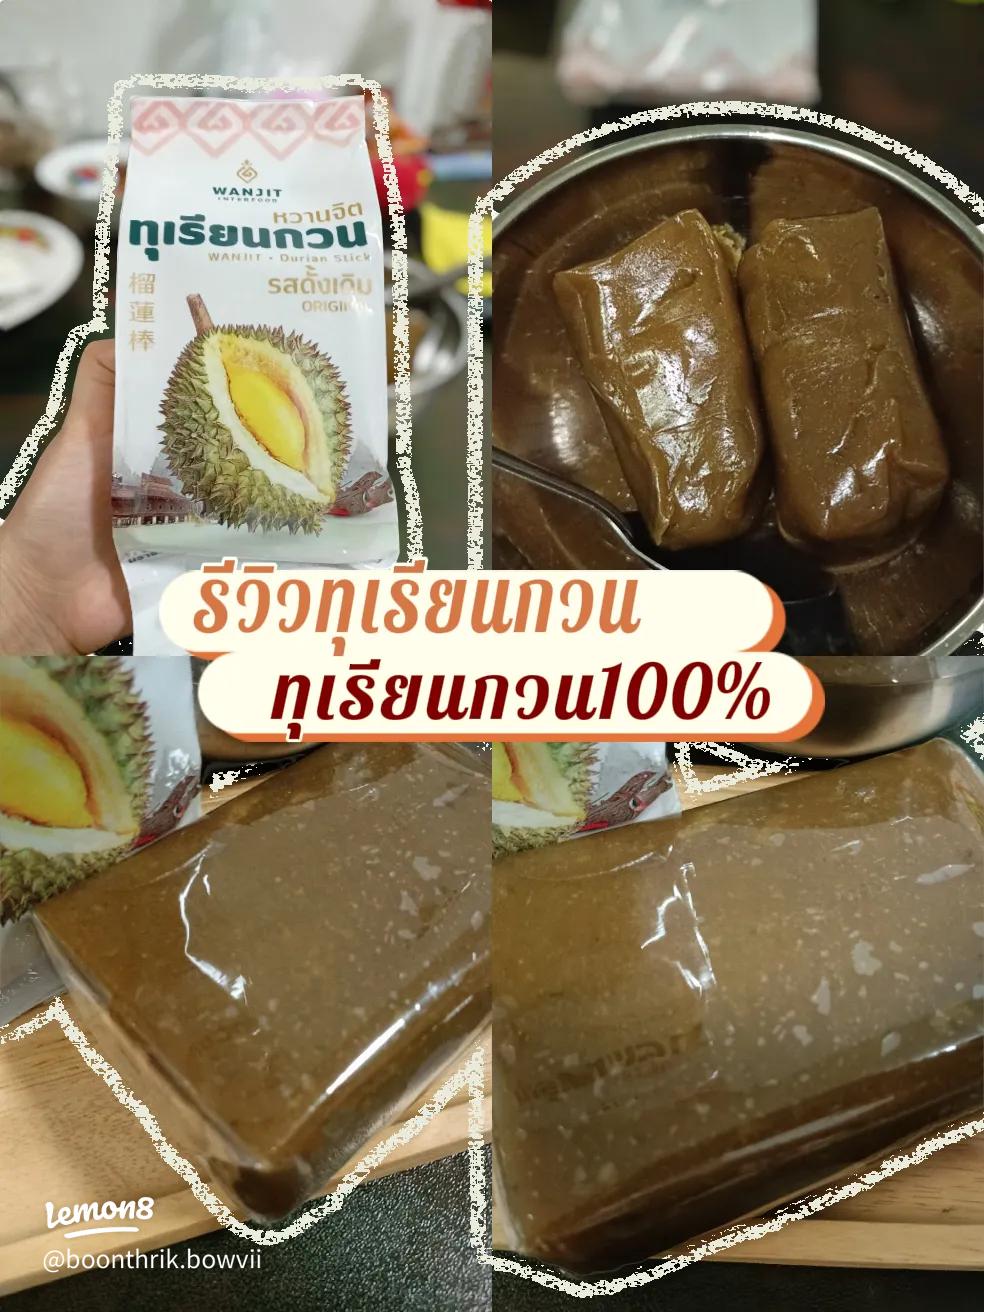 WANJIT
INTERFOOD
หวานจิต
ทุเรียนกวน
WANJIT • Durian Stick
รสดั้งเดิม
ORIGINAL
榴
蓮
棒
รีวิวทุเรียนกวน
ทุเรียนกวน100%
lemon8
@boonthrik.bowvii